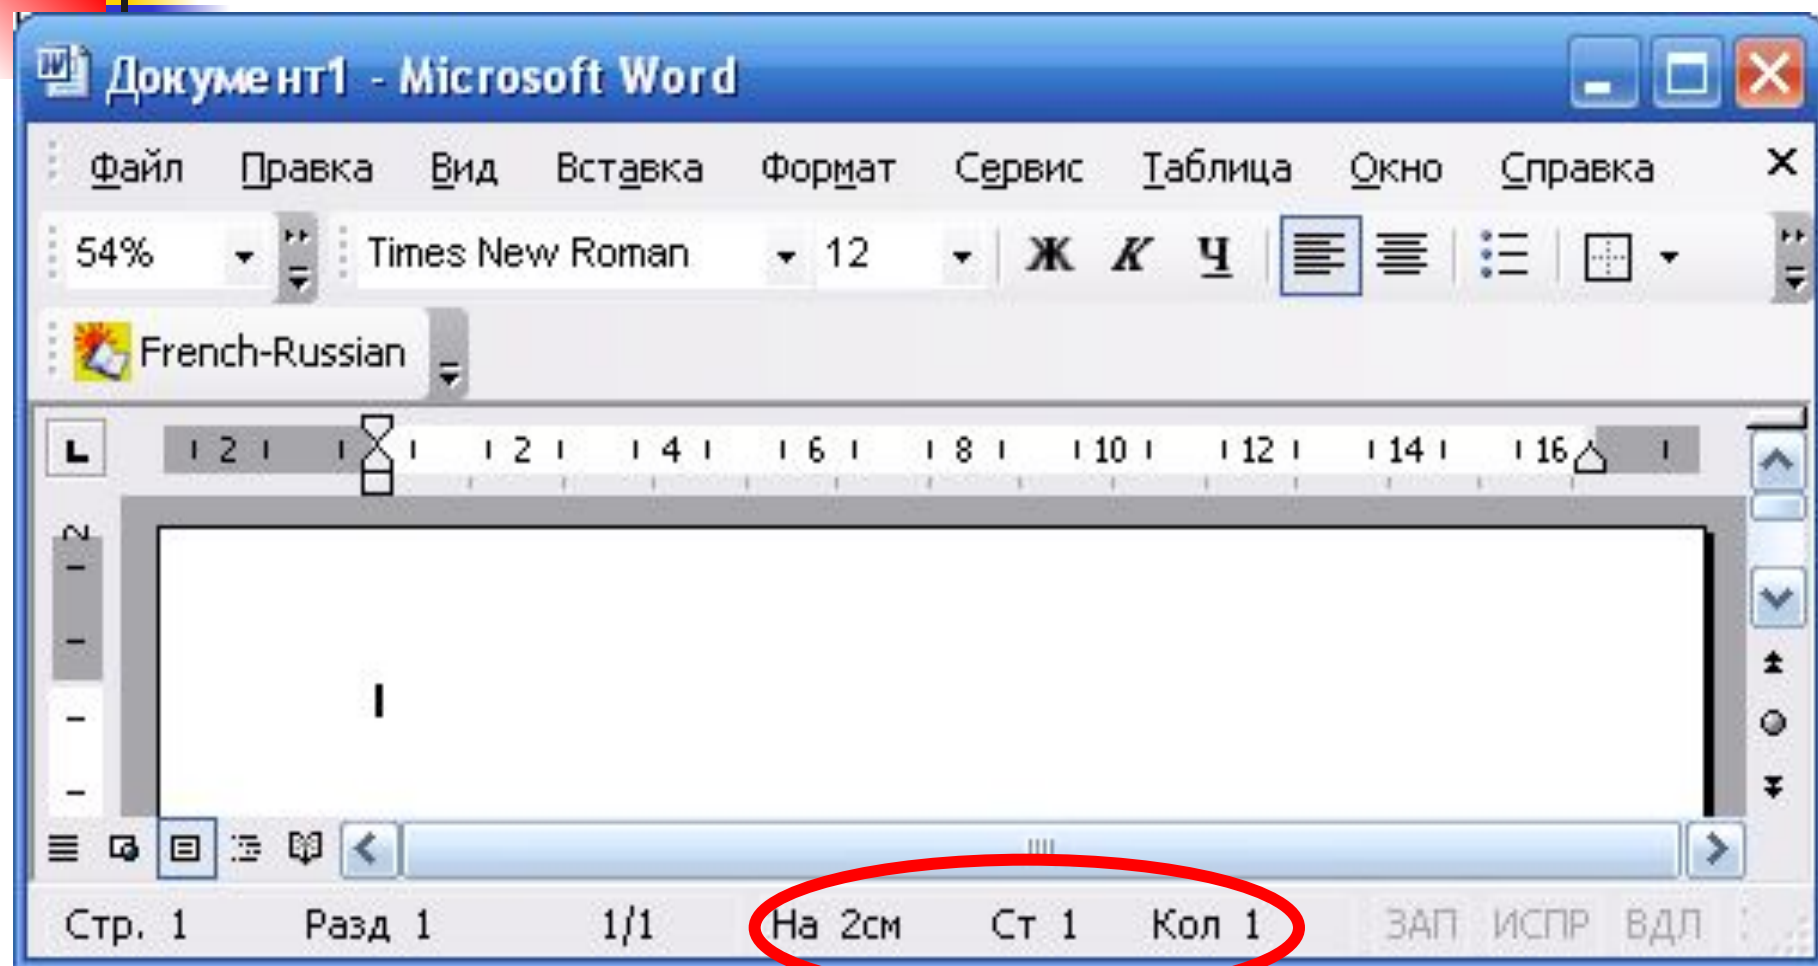 Документ1 - Microsoft Word
Файл Правка Вид Вставка Формат Сервис Таблица Окно Справка
54% Times New Roman 12 Ж К Ч
French-Russian
2 2 4 6 8 10 12 14 16
2
Стр. 1 Разд 1 1/1 На 2см Ст 1 Кол 1 ЗАП ИСПР ВДЛ